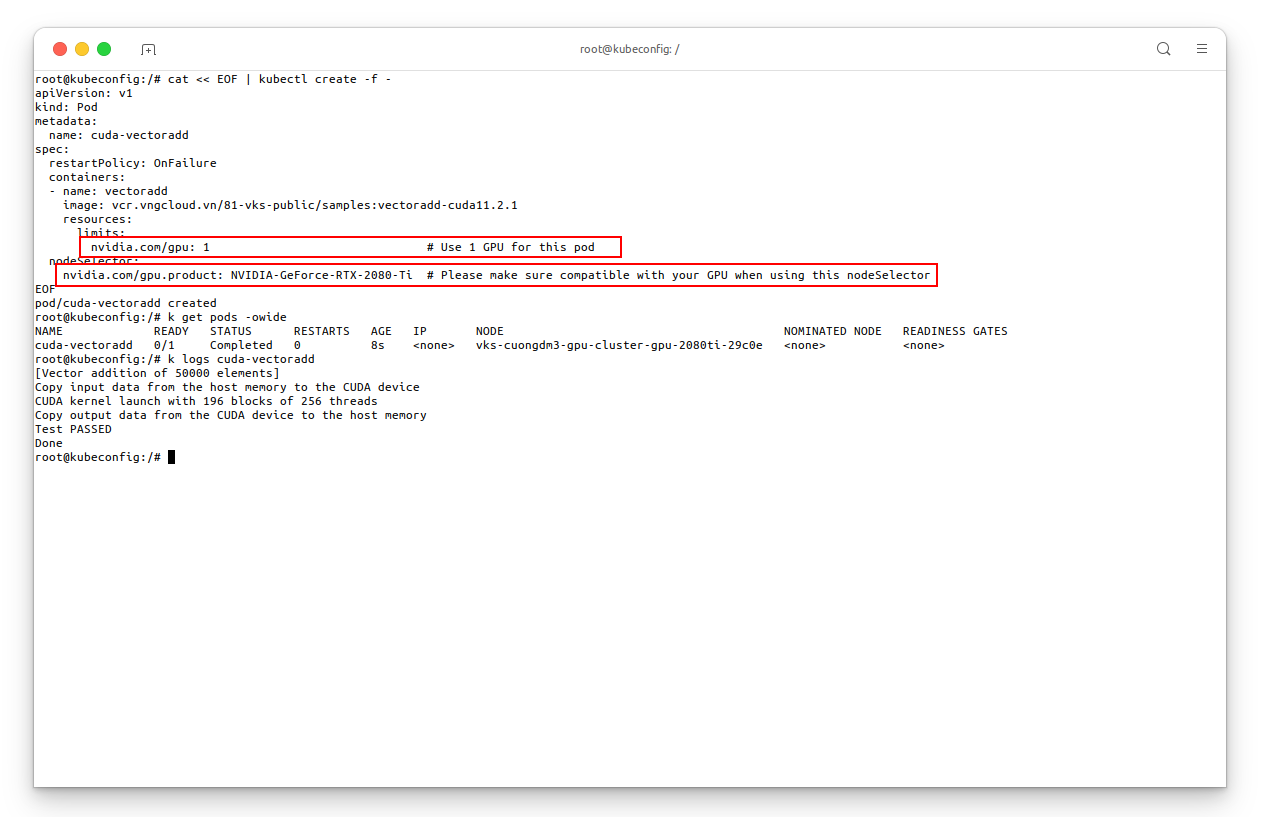 root@kubeconfig: /
root@kubeconfig:/# cat << EOF | kubectl create -f -
apiVersion: v1
kind: Pod
metadata:
  name: cuda-vectoradd
spec:
  restartPolicy: OnFailure
  containers:
  - name: vectoradd
    image: vcr.vngcloud.vn/81-vks-public/samples:vectoradd-cuda11.2.1
    resources:
      limits:
        nvidia.com/gpu: 1                               # Use 1 GPU for this pod
  nodeSelector:
    nvidia.com/gpu.product: NVIDIA-GeForce-RTX-2080-Ti  # Please make sure compatible with your GPU when using this nodeSelector
EOF
pod/cuda-vectoradd created
root@kubeconfig:/# k get pods -owide
NAME             READY   STATUS      RESTARTS   AGE   IP       NODE                                        NOMINATED NODE   READINESS GATES
cuda-vectoradd   0/1     Completed   0          8s    <none>   vks-cuongdm3-gpu-cluster-gpu-2080ti-29c0e   <none>           <none>
root@kubeconfig:/# k logs cuda-vectoradd
[Vector addition of 50000 elements]
Copy input data from the host memory to the CUDA device
CUDA kernel launch with 196 blocks of 256 threads
Copy output data from the CUDA device to the host memory
Test PASSED
Done
root@kubeconfig:/#